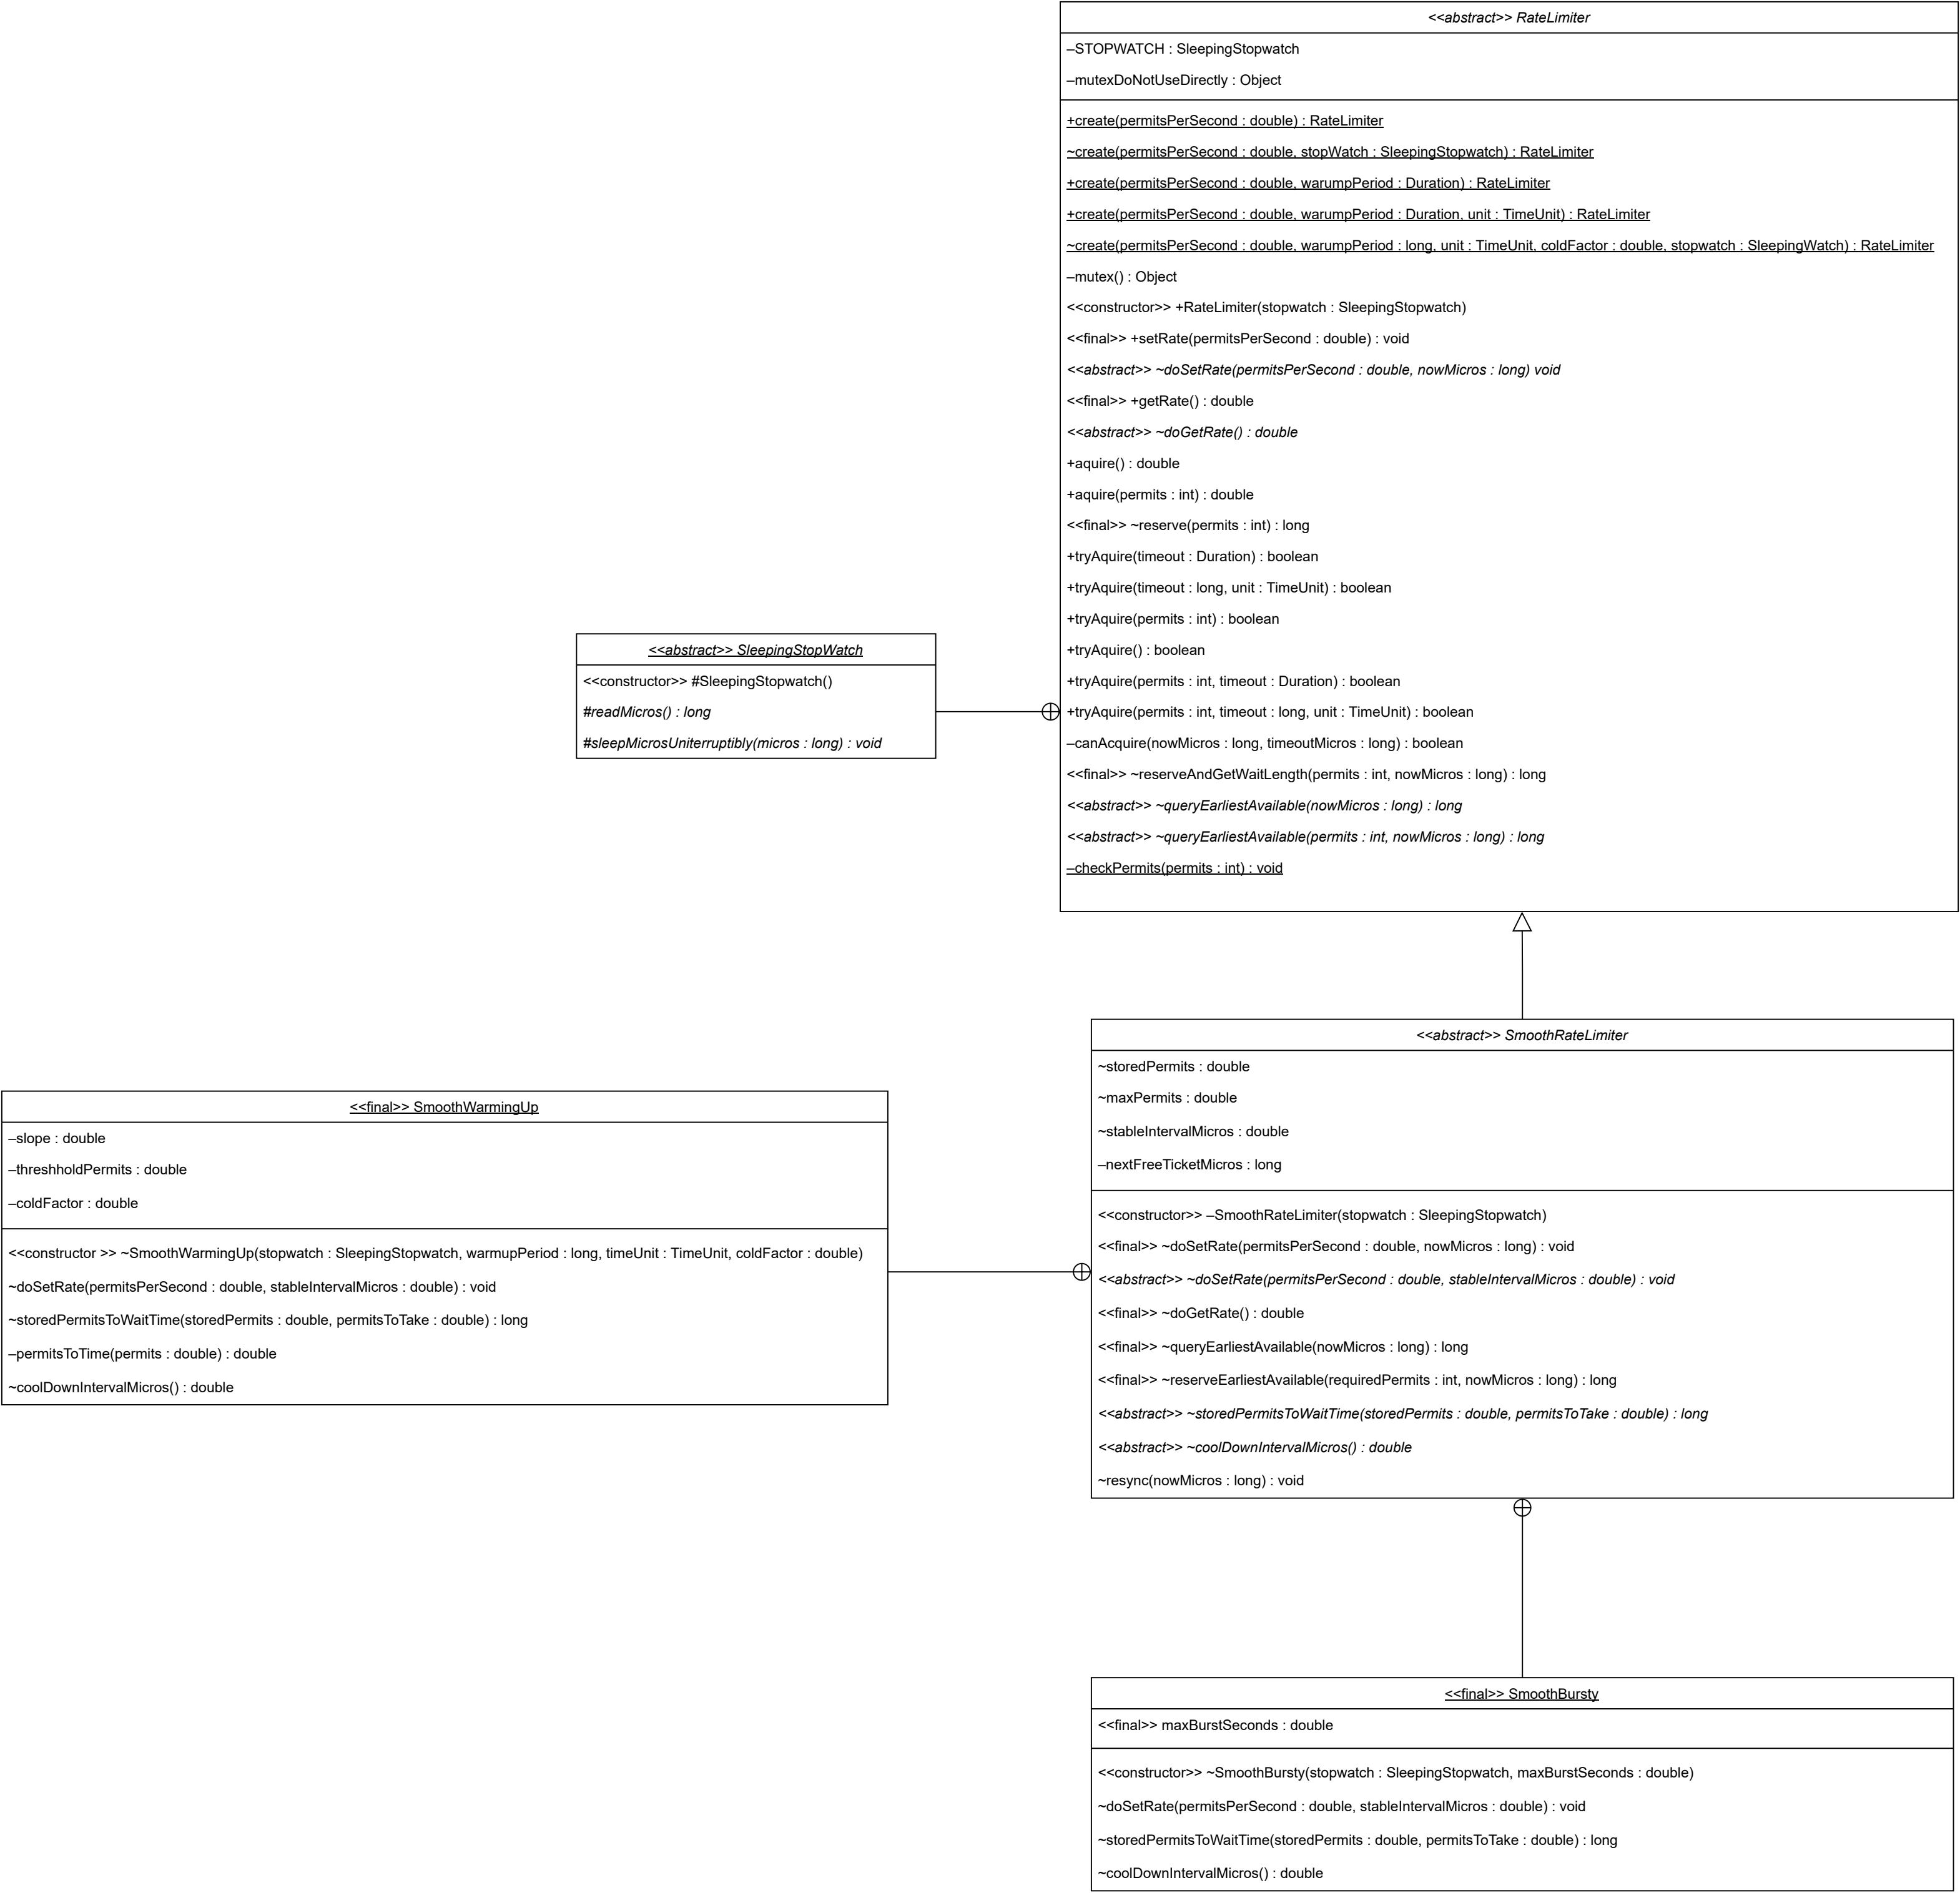 <<abstract>> RateLimiter
–STOPWATCH : SleepingStopwatch
–mutexDoNotUseDirectly : Object
+create(permitsPerSecond : double) : RateLimiter
~create(permitsPerSecond : double, stopWatch : SleepingStopwatch) : RateLimiter
+create(permitsPerSecond : double, warumpPeriod : Duration) : RateLimiter
+create(permitsPerSecond : double, warumpPeriod : Duration, unit : TimeUnit) : RateLimiter
~create(permitsPerSecond : double, warumpPeriod : long, unit : TimeUnit, coldFactor : double, stopwatch : SleepingWatch) : RateLimiter
–mutex() : Object
<<constructor>> +RateLimiter(stopwatch : SleepingStopwatch)
<<final>> +setRate(permitsPerSecond : double) : void
<<abstract>> ~doSetRate(permitsPerSecond : double, nowMicros : long) void
<<final>> +getRate() : double
<<abstract>> ~doGetRate() : double
+aquire() : double
+aquire(permits : int) : double
<<final>> ~reserve(permits : int) : long
+tryAquire(timeout : Duration) : boolean
+tryAquire(timeout : long, unit : TimeUnit) : boolean
+tryAquire(permits : int) : boolean
+tryAquire() : boolean
+tryAquire(permits : int, timeout : Duration) : boolean
+tryAquire(permits : int, timeout : long, unit : TimeUnit) : boolean
–canAcquire(nowMicros : long, timeoutMicros : long) : boolean
<<final>> ~reserveAndGetWaitLength(permits : int, nowMicros : long) : long
<<abstract>> ~queryEarliestAvailable(nowMicros : long) : long
<<abstract>> ~queryEarliestAvailable(permits : int, nowMicros : long) : long
–checkPermits(permits : int) : void
<<abstract>> SleepingStopWatch
<<constructor>> #SleepingStopwatch()
#readMicros() : long
#sleepMicrosUniterruptibly(micros : long) : void
<<abstract>> SmoothRateLimiter
~storedPermits : double
~maxPermits : double
~stableIntervalMicros : double
–nextFreeTicketMicros : long
<<constructor>> –SmoothRateLimiter(stopwatch : SleepingStopwatch)
<<final>> ~doSetRate(permitsPerSecond : double, nowMicros : long) : void
<<abstract>> ~doSetRate(permitsPerSecond : double, stableIntervalMicros : double) : void
<<final>> ~doGetRate() : double
<<final>> ~queryEarliestAvailable(nowMicros : long) : long
<<final>> ~reserveEarliestAvailable(requiredPermits : int, nowMicros : long) : long
<<abstract>> ~storedPermitsToWaitTime(storedPermits : double, permitsToTake : double) : long
<<abstract>> ~coolDownIntervalMicros() : double
~resync(nowMicros : long) : void
<<final>> SmoothWarmingUp
–slope : double
–threshholdPermits : double
–coldFactor : double
<<constructor >> ~SmoothWarmingUp(stopwatch : SleepingStopwatch, warmupPeriod : long, timeUnit : TimeUnit, coldFactor : double)
~doSetRate(permitsPerSecond : double, stableIntervalMicros : double) : void
~storedPermitsToWaitTime(storedPermits : double, permitsToTake : double) : long
–permitsToTime(permits : double) : double
~coolDownIntervalMicros() : double
<<final>> SmoothBursty
<<final>> maxBurstSeconds : double
<<constructor>> ~SmoothBursty(stopwatch : SleepingStopwatch, maxBurstSeconds : double)
~doSetRate(permitsPerSecond : double, stableIntervalMicros : double) : void
~storedPermitsToWaitTime(storedPermits : double, permitsToTake : double) : long
~coolDownIntervalMicros() : double